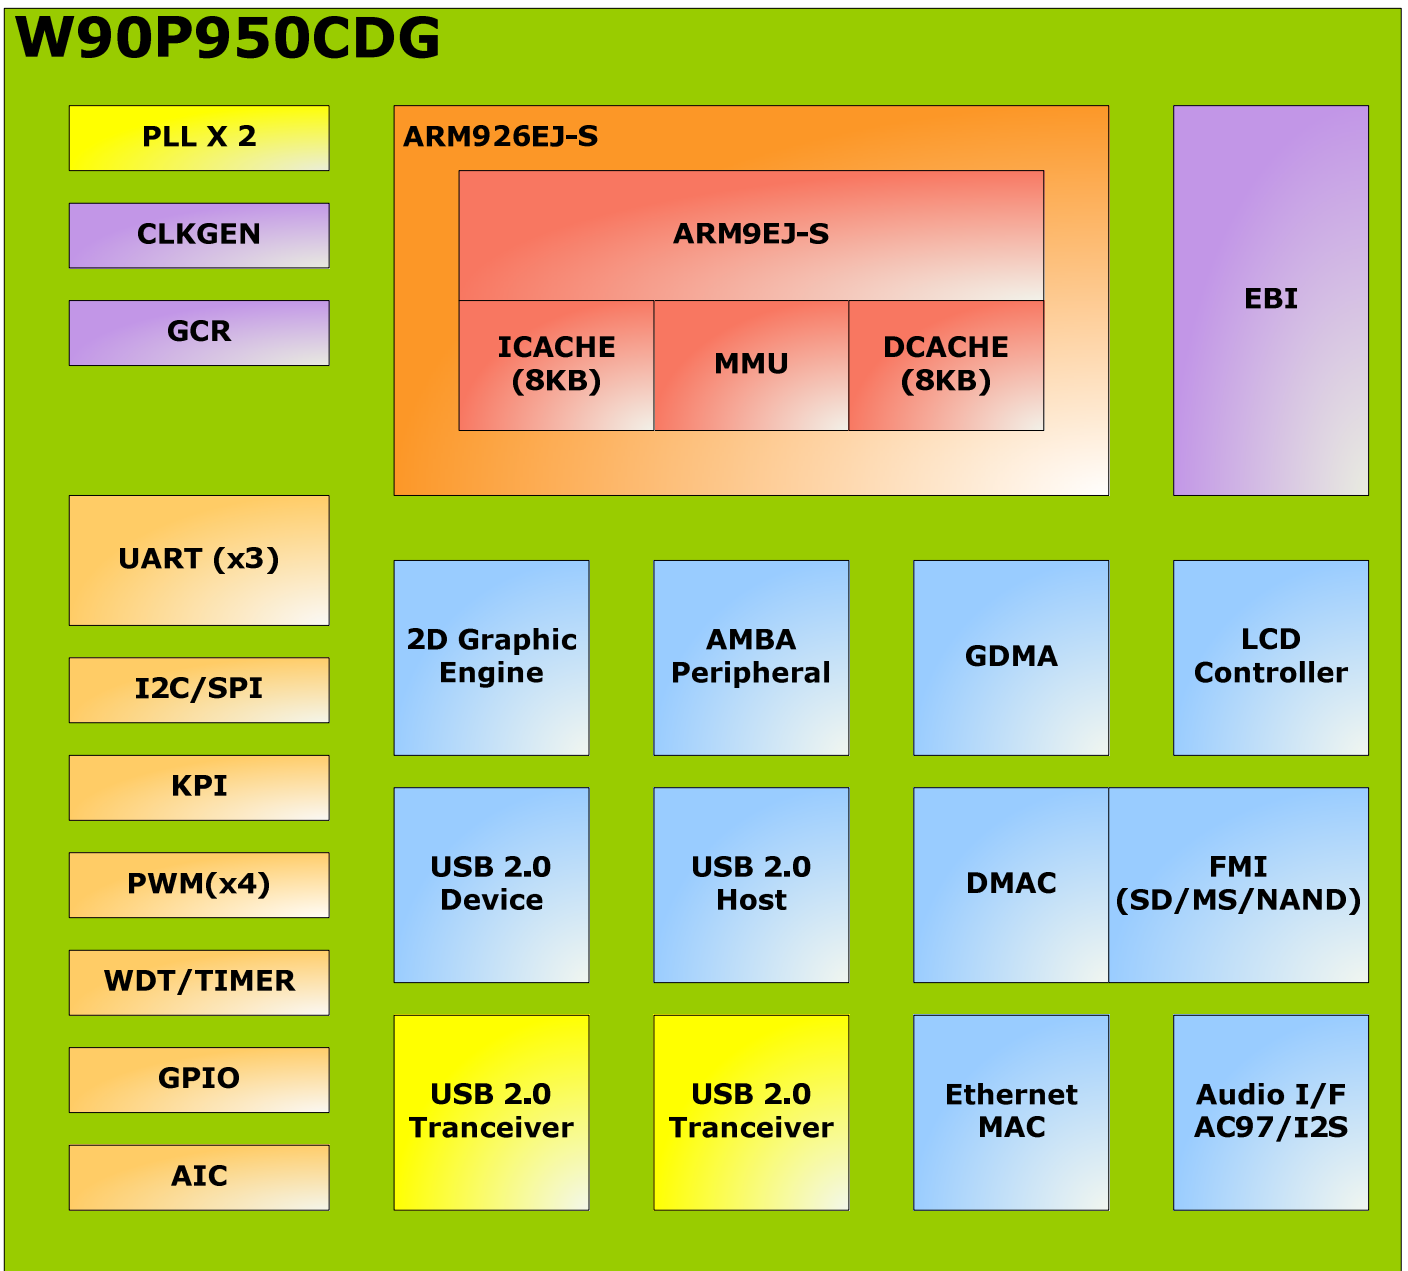 W90P950CDG
PLL X 2
CLKGEN
GCR
ARM926EJ-S
ARM9EJ-S
ICACHE
(8KB)
MMU
DCACHE
(8KB)
EBI
UART (x3)
I2C/SPI
KPI
PWM(x4)
WDT/TIMER
GPIO
AIC
2D Graphic
Engine
AMBA
Peripheral
GDMA
LCD
Controller
USB 2.0
Device
USB 2.0
Host
DMAC
FMI
(SD/MS/NAND)
USB 2.0
Tranceiver
USB 2.0
Tranceiver
Ethernet
MAC
Audio I/F
AC97/I2S